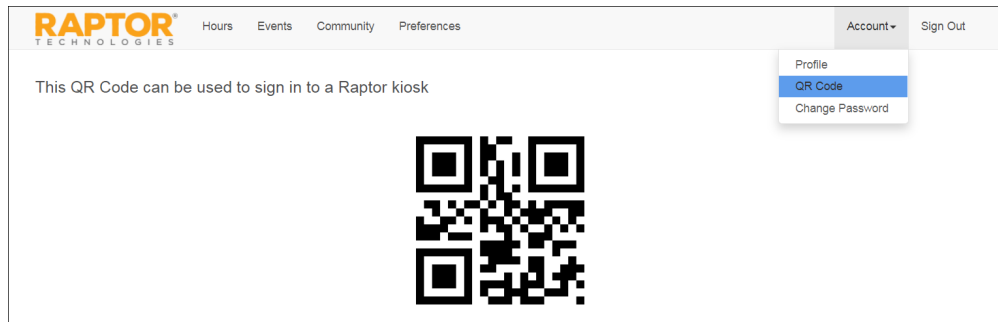 RAPTOR®
TECHNOLOGIES
Hours Events Community Preferences Account Sign Out
Profile
QR Code
Change Password
This QR Code can be used to sign in to a Raptor kiosk